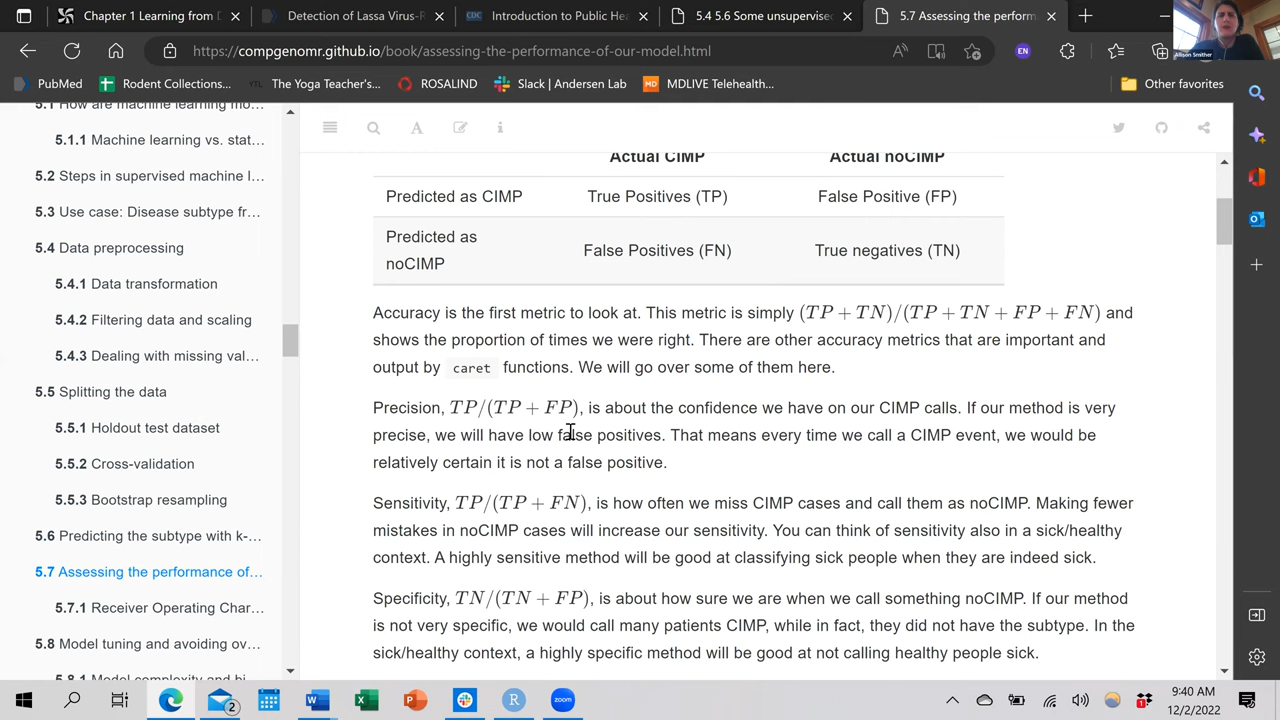 Chapter 1 Learning from D
Detection of Lassa Virus-R
CDC
Introduction to Public He
5.4 5.6 Some unsupervise
5.7 Assessing the perform
https://compgenomr.github.io/book/assessing-the-performance-of-our-model.html
EN
Allison Smither
PubMed
Rodent Collections...
YTL
The Yoga Teacher's...
ROSALIND
Slack | Andersen Lab
MD
MDLIVE Telehealth...
Other favorites
5.1 How are machine learning mo...
5.1.1 Machine learning vs. stat...
5.2 Steps in supervised machine l...
5.3 Use case: Disease subtype fr...
5.4 Data preprocessing
5.4.1 Data transformation
5.4.2 Filtering data and scaling
5.4.3 Dealing with missing val...
5.5 Splitting the data
5.5.1 Holdout test dataset
5.5.2 Cross-validation
5.5.3 Bootstrap resampling
5.6 Predicting the subtype with k-...
5.7 Assessing the performance of...
5.7.1 Receiver Operating Char...
5.8 Model tuning and avoiding ov...
5.8.1 Model complexity and bi...
A
i
Actual CIMP Actual noCIMP
Predicted as CIMP True Positives (TP) False Positive (FP)
Predicted as
noCIMP
False Positives (FN) True negatives (TN)
Accuracy is the first metric to look at. This metric is simply (TP + TN)/(TP + TN + FP + FN) and
shows the proportion of times we were right. There are other accuracy metrics that are important and
output by caret functions. We will go over some of them here.
Precision, TP/(TP + FP), is about the confidence we have on our CIMP calls. If our method is very
precise, we will have low false positives. That means every time we call a CIMP event, we would be
relatively certain it is not a false positive.
Sensitivity, TP/(TP + FN), is how often we miss CIMP cases and call them as noCIMP. Making fewer
mistakes in noCIMP cases will increase our sensitivity. You can think of sensitivity also in a sick/healthy
context. A highly sensitive method will be good at classifying sick people when they are indeed sick.
Specificity, TN/(TN + FP), is about how sure we are when we call something noCIMP. If our method
is not very specific, we would call many patients CIMP, while in fact, they did not have the subtype. In the
sick/healthy context, a highly specific method will be good at not calling healthy people sick.
2
W
X
P
R
zoom
1
9:40 AM
12/2/2022